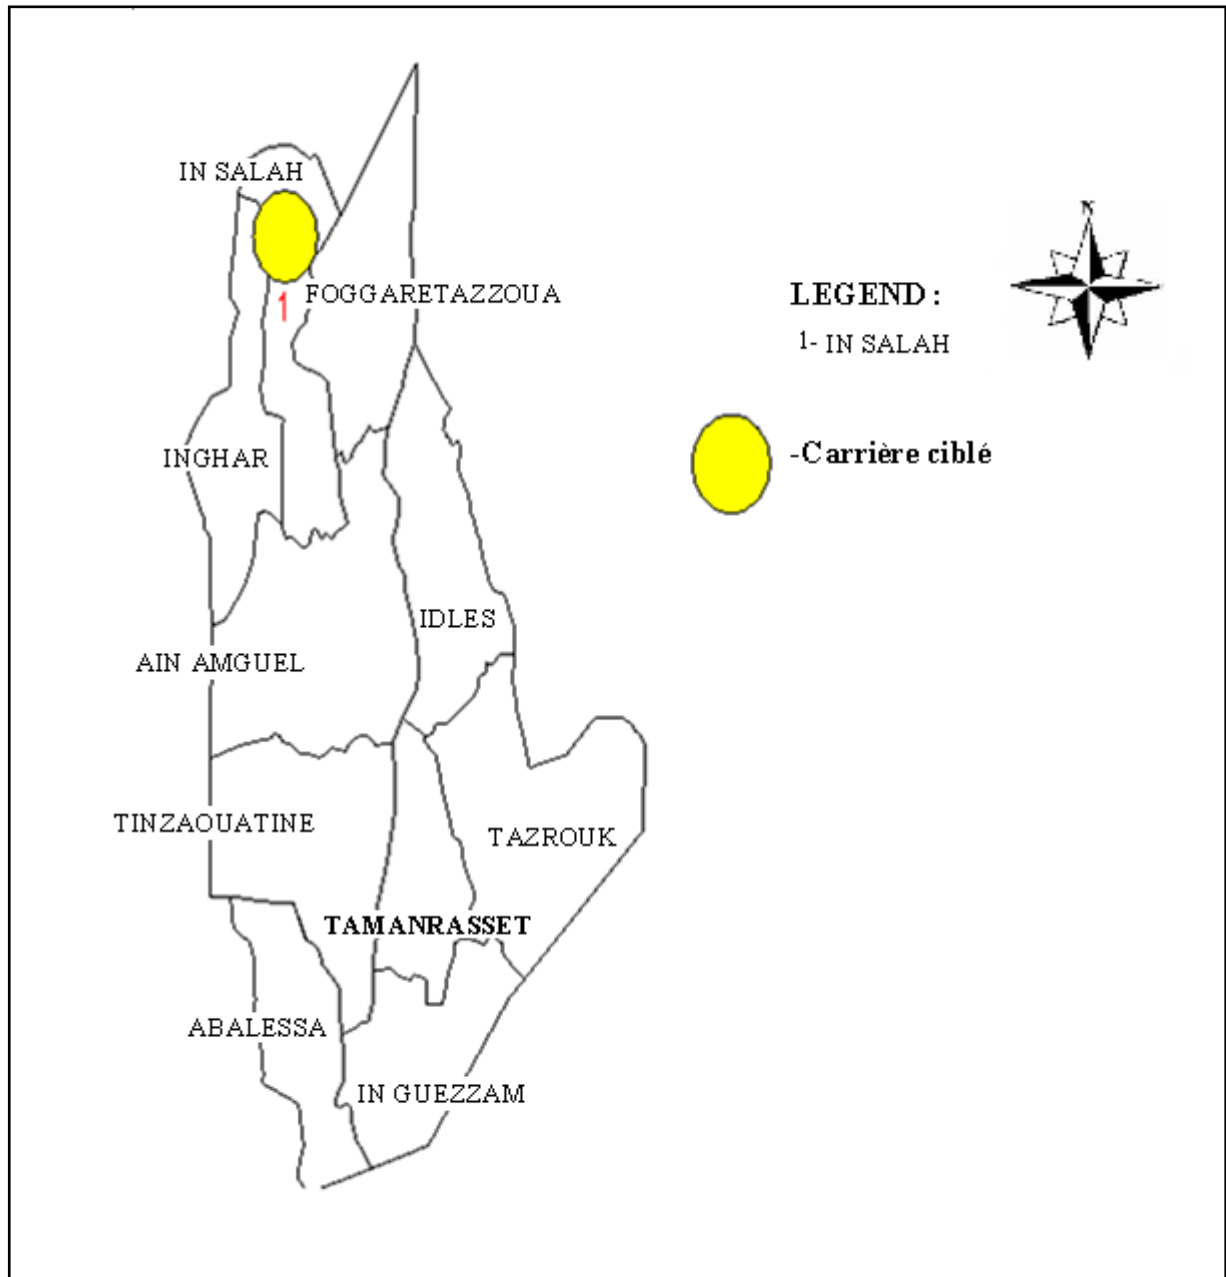 IN SALAH
N
1
FOGGARETAZZOUA
LEGEND :
1- IN SALAH
-Carrière ciblé
INGHAR
IDLES
AIN AMGUEL
TINZAOUATINE
TAZROUK
TAMANRASSET
ABALESSA
IN GUEZZAM